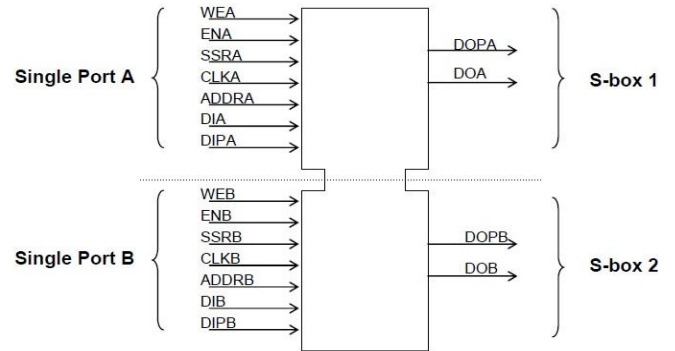 WEA
ENA
SSRA
CLKA
ADDRA
DIA
DIPA
Single Port A
DOPA
DOA
S-box 1
WEB
ENB
SSRB
CLKB
ADDRB
DIB
DIPB
Single Port B
DOPB
DOB
S-box 2